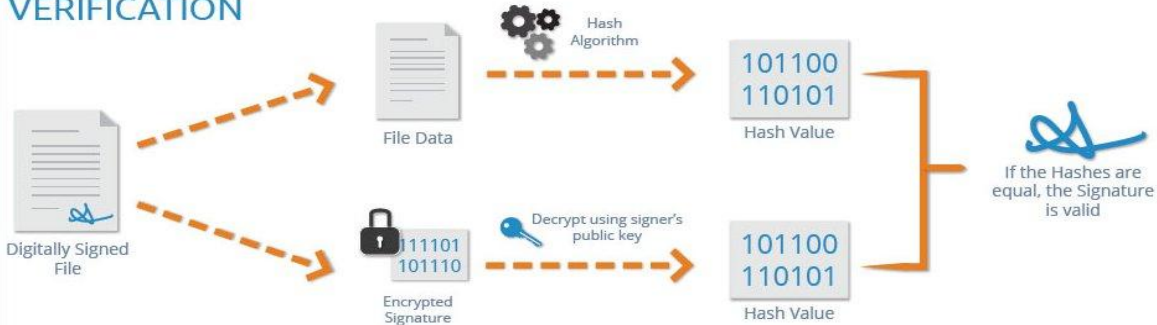 VERIFICATION
Hash
Algorithm
101100
110101
File Data
Hash Value
If the Hashes are
equal, the Signature
is valid
Digitally Signed
File
111101
101110
Decrypt using signer's
public key
101100
110101
Encrypted
Signature
Hash Value